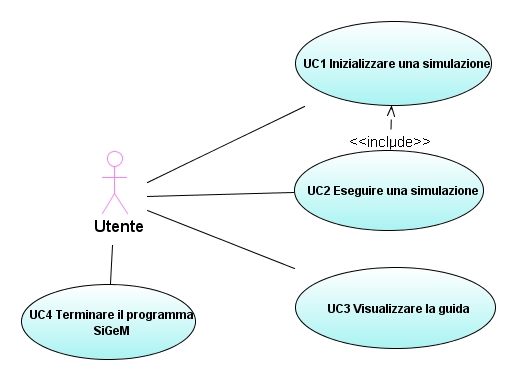 UC1 Inizializzare una simulazione
<<include>>
UC2 Eseguire una simulazione
Utente
UC3 Visualizzare la guida
UC4 Terminare il programma
SiGeM